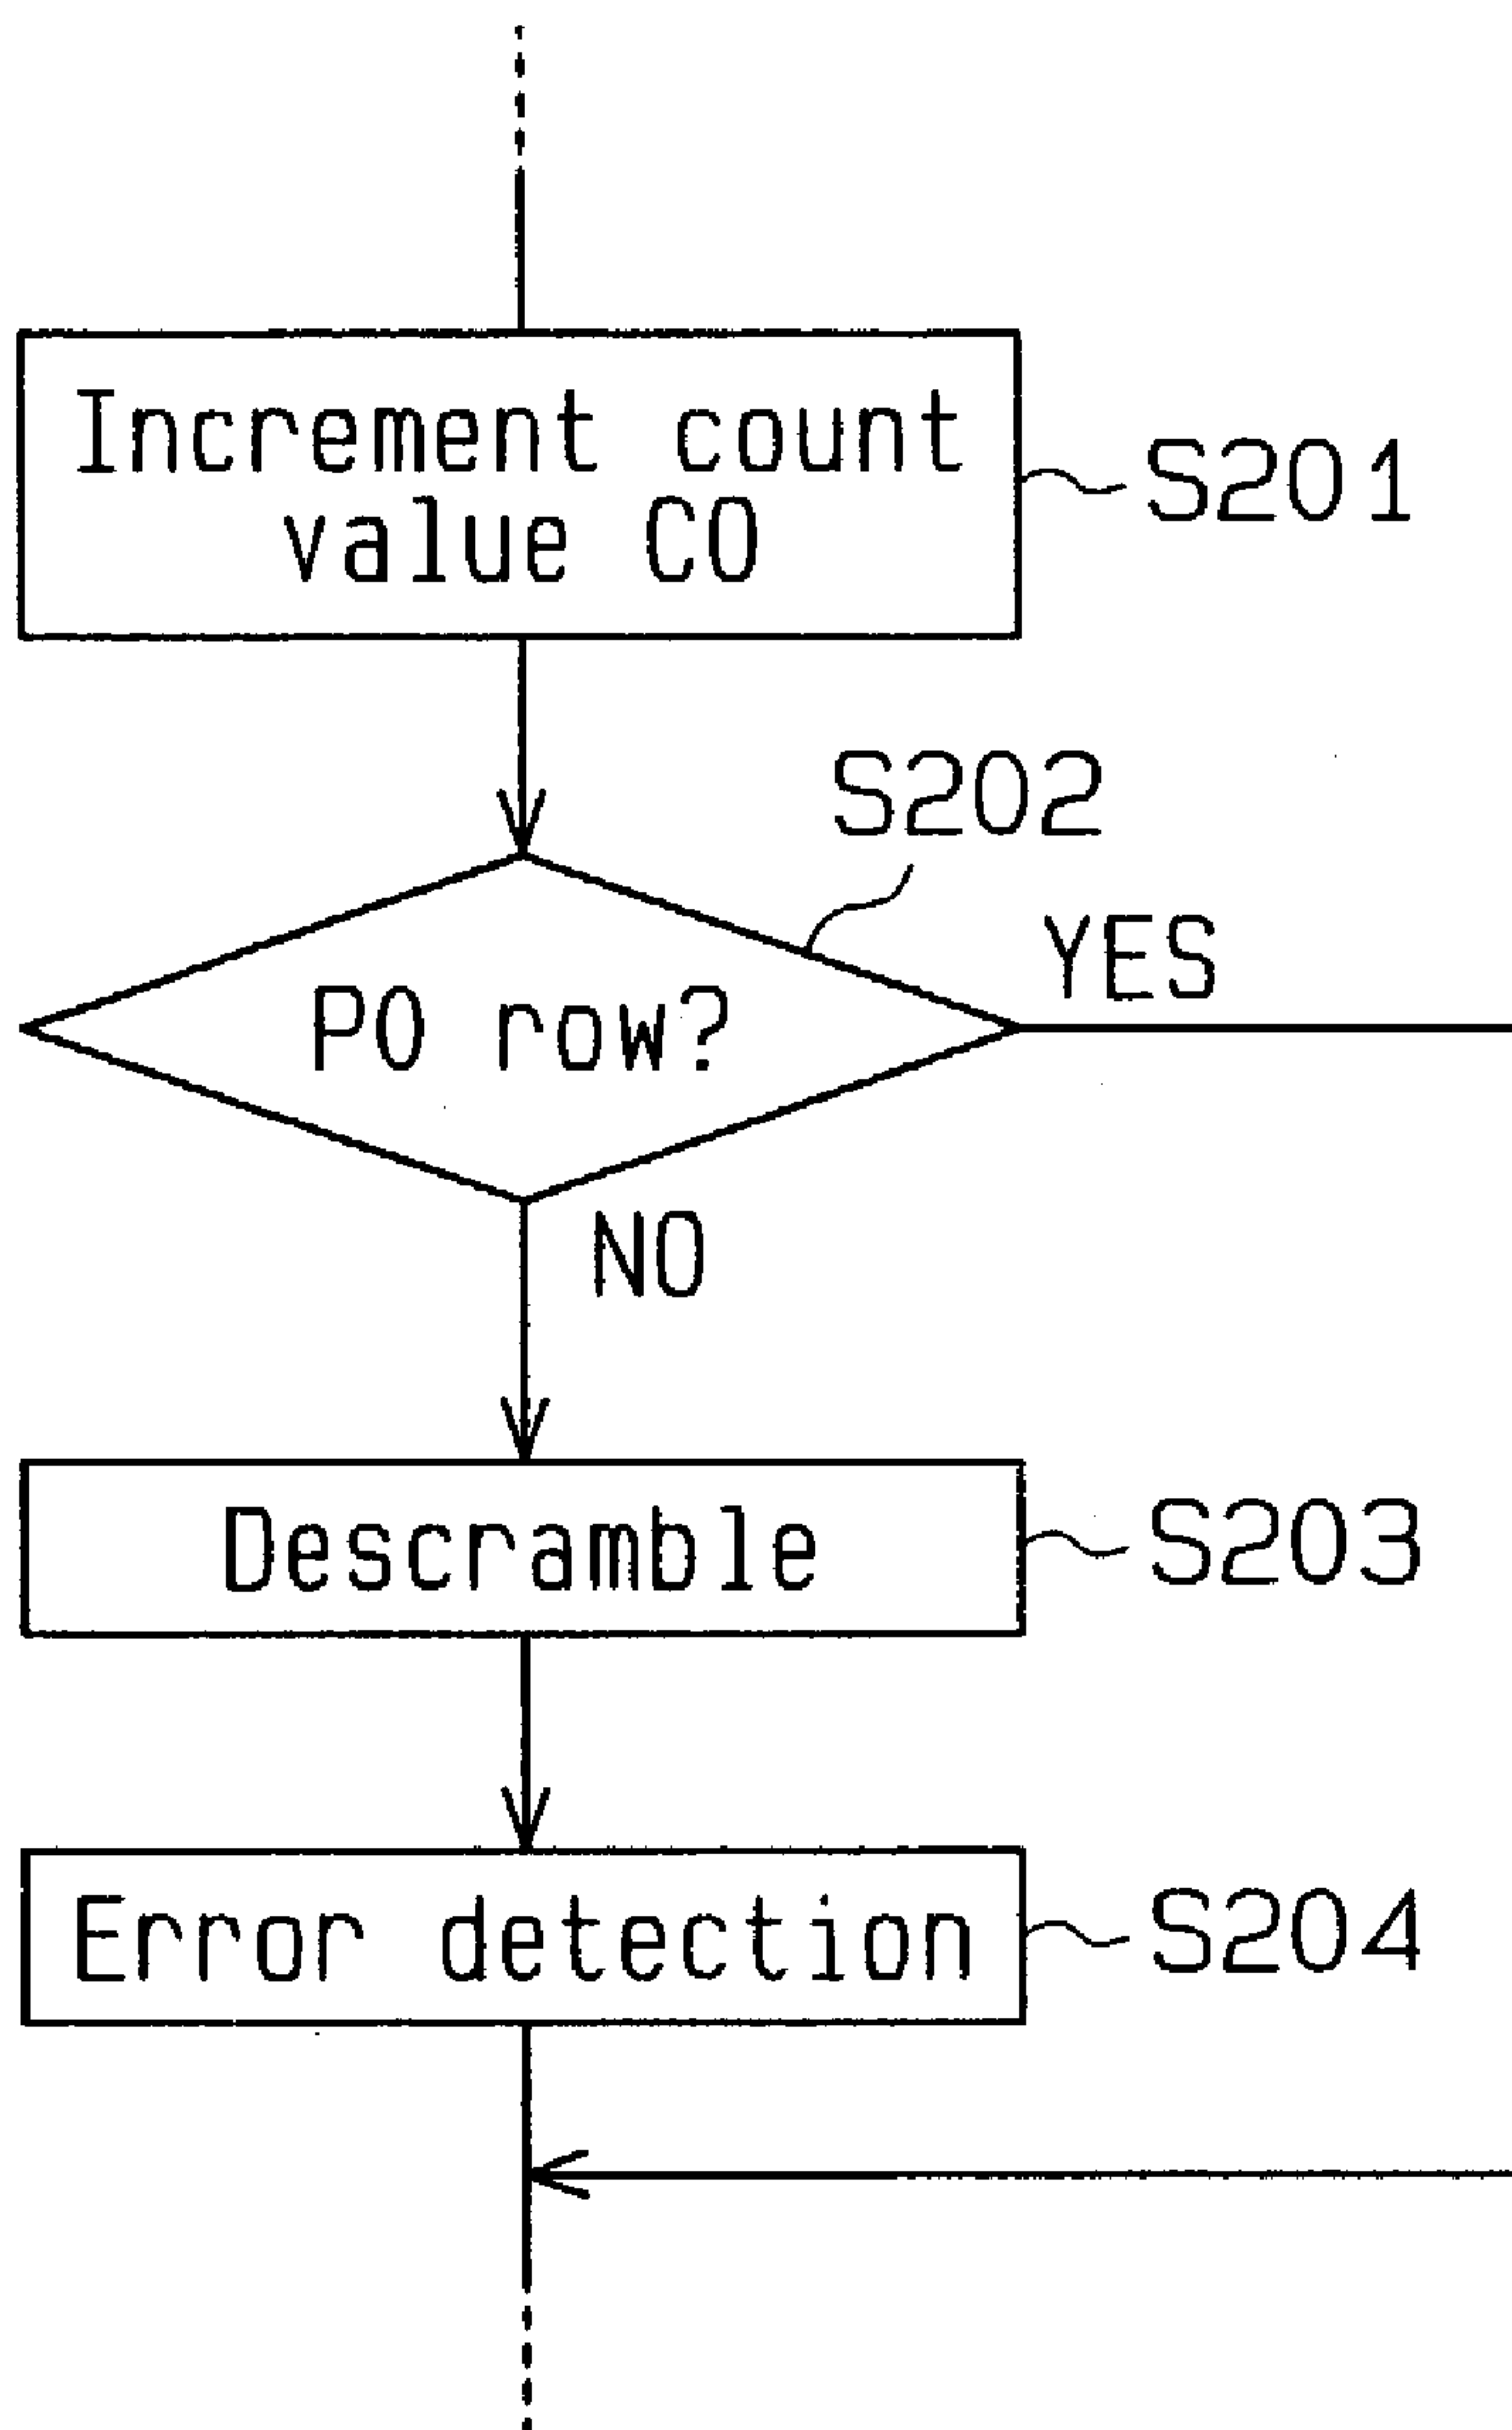 Increment count
value CO
S201
S202
YES
PO row?
NO
Descramble
S203
Error detection
S204